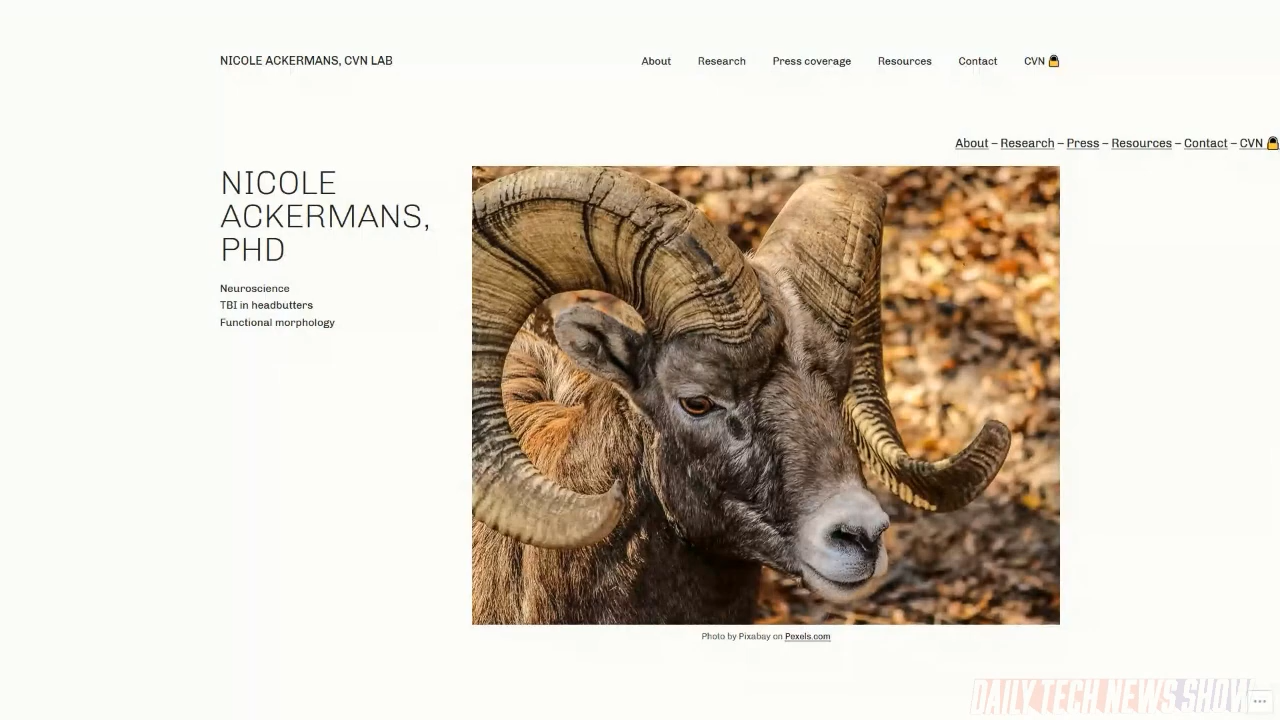 NICOLE ACKERMANS, CVN LAB
About Research Press coverage Resources Contact CVN 🔒
About – Research – Press – Resources – Contact – CVN 🔒
NICOLE
ACKERMANS,
PHD
Neuroscience
TBI in headbutters
Functional morphology
Photo by Pixabay on Pexels.com
DAILY TECH NEWS SHOW